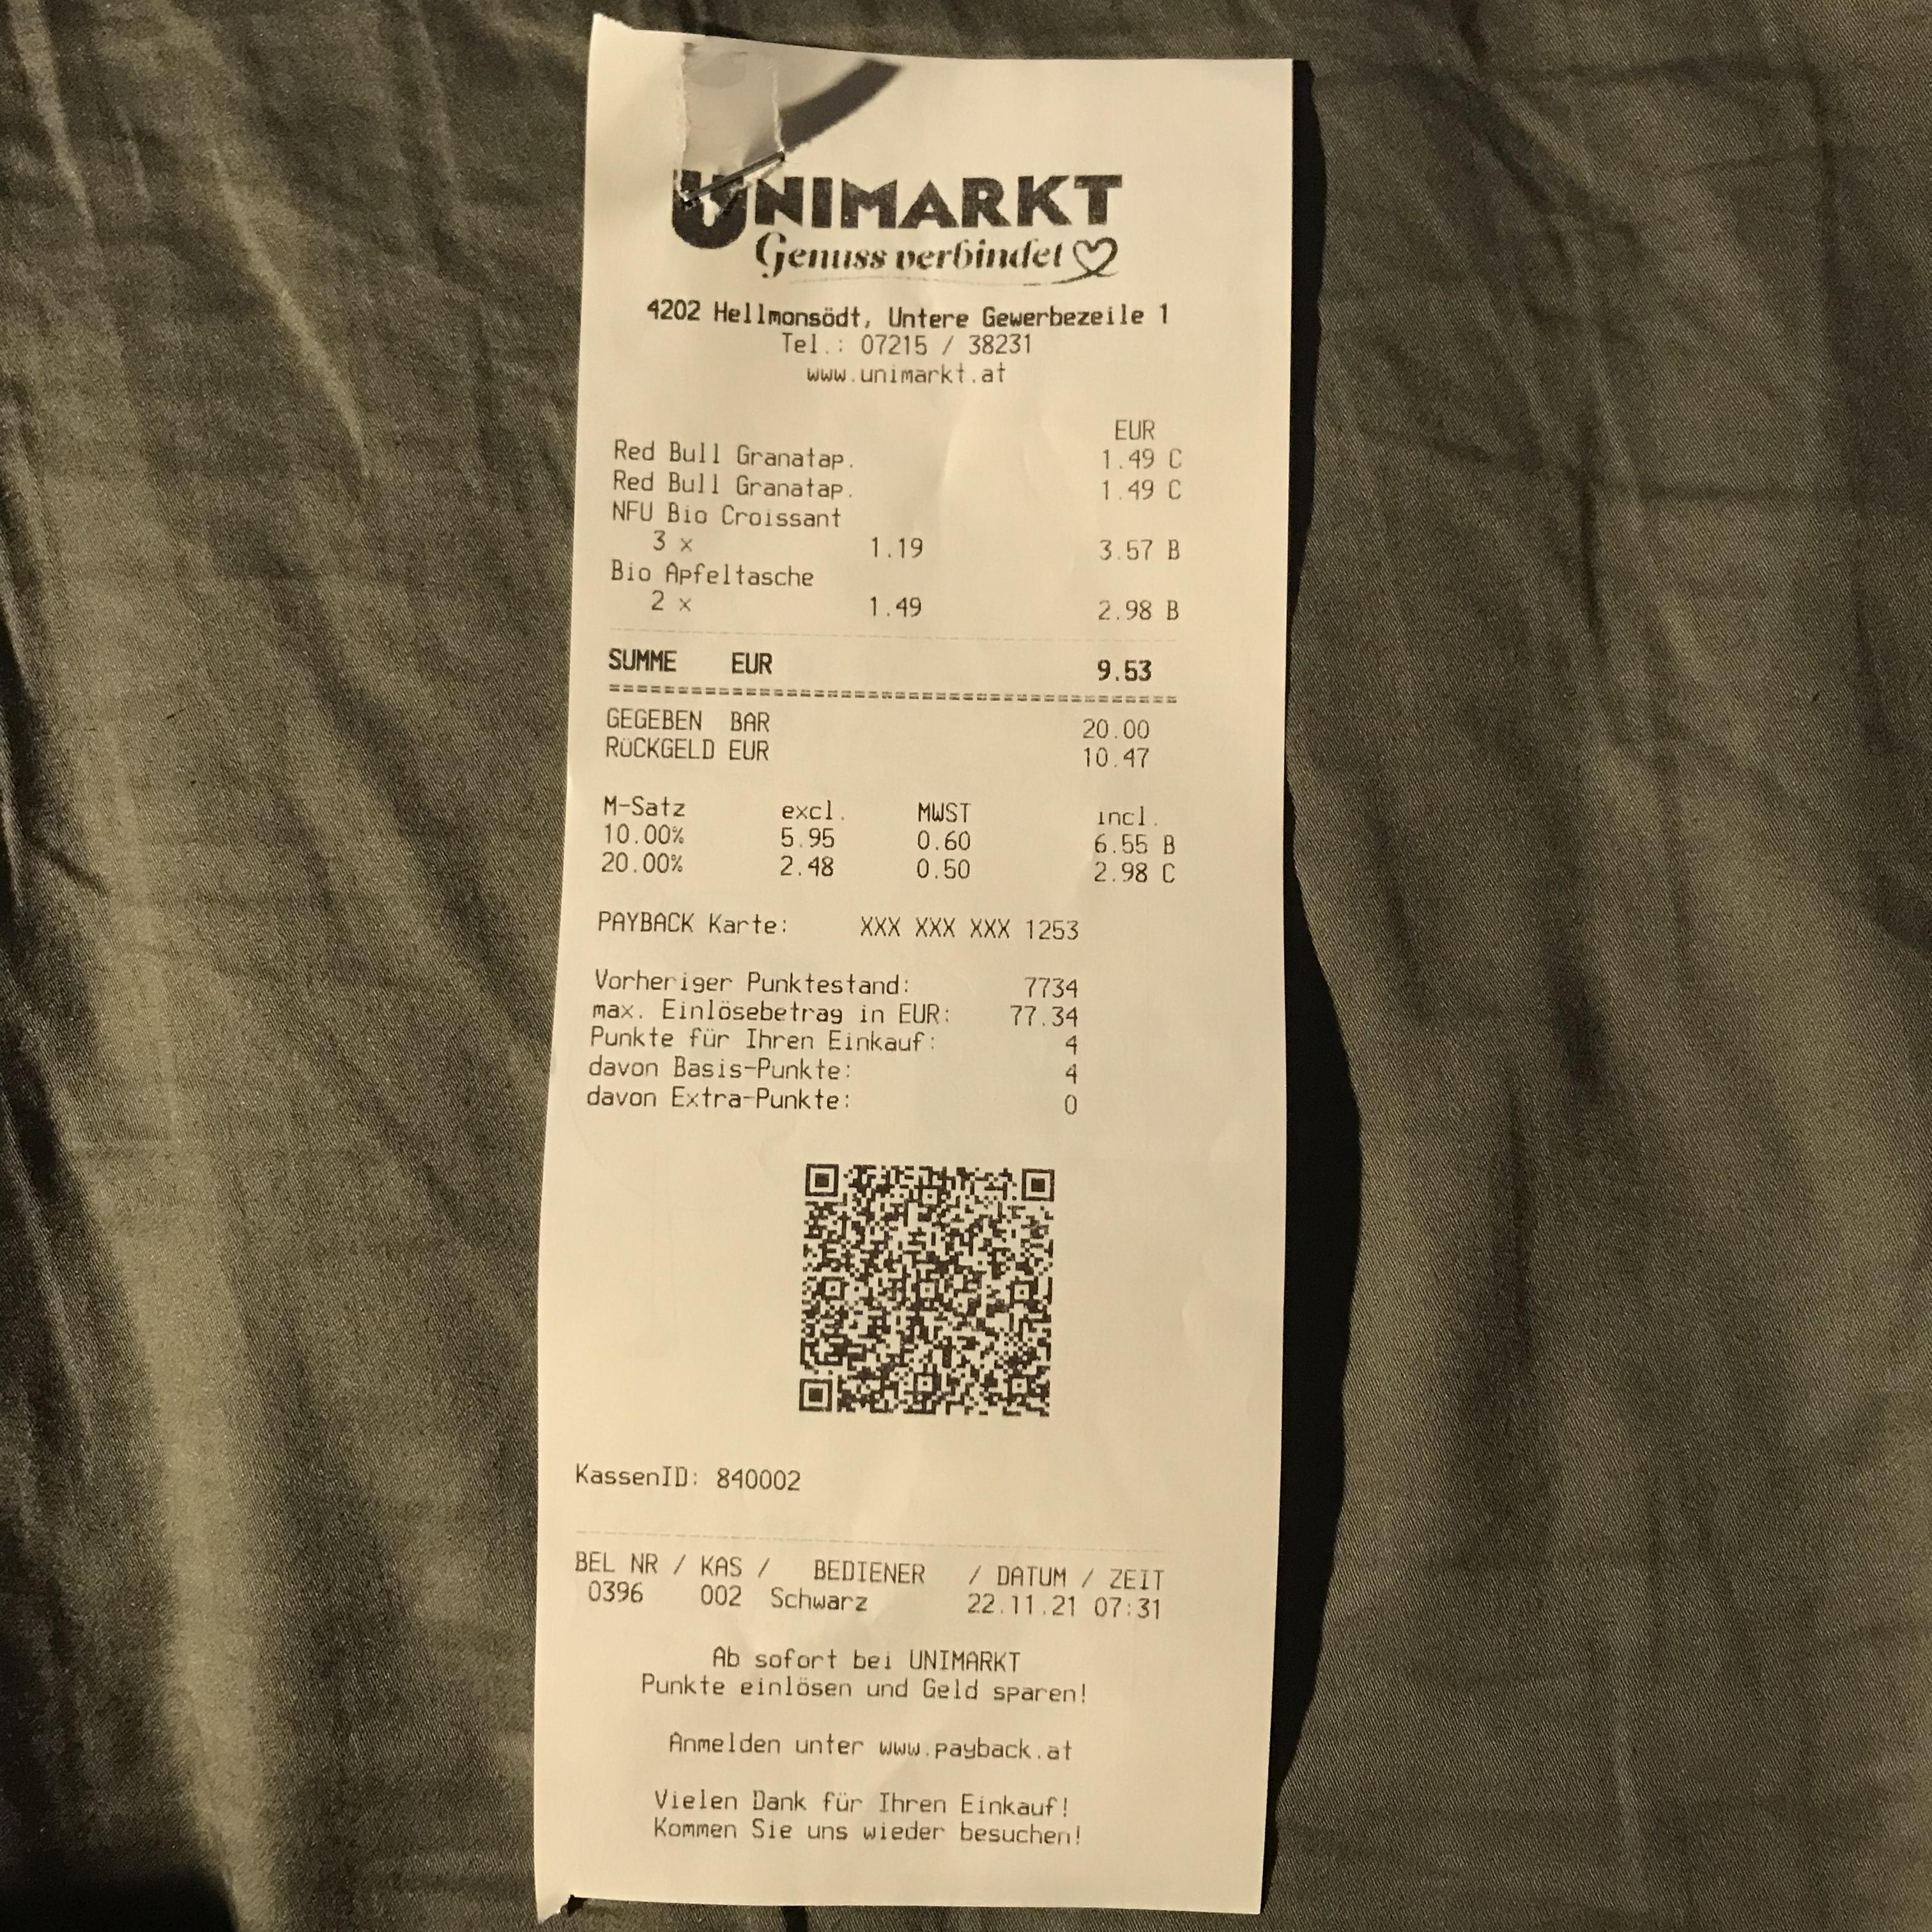 UNIMARKT
Genuss verbindet
4202 Hellmonsödt, Untere Gewerbezeile 1
Tel.: 07215 / 38231
www.unimarkt.at
EUR
Red Bull Granatap. 1.49 C
Red Bull Granatap. 1.49 C
NFU Bio Croissant
3 x 1.19 3.57 B
Bio Apfeltasche
2 x 1.49 2.98 B
SUMME EUR 9.53
GEGEBEN BAR 20.00
RÜCKGELD EUR 10.47
M-Satz excl. MWST incl.
10.00% 5.95 0.60 6.55 B
20.00% 2.48 0.50 2.98 C
PAYBACK Karte: XXX XXX XXX 1253
Vorheriger Punktestand: 7734
max. Einlösebetrag in EUR: 77.34
Punkte für Ihren Einkauf: 4
davon Basis-Punkte: 4
davon Extra-Punkte: 0
KassenID: 840002
BEL NR / KAS / BEDIENER / DATUM / ZEIT
0396 002 Schwarz 22.11.21 07:31
Ab sofort bei UNIMARKT
Punkte einlösen und Geld sparen!
Anmelden unter www.payback.at
Vielen Dank für Ihren Einkauf!
Kommen Sie uns wieder besuchen!